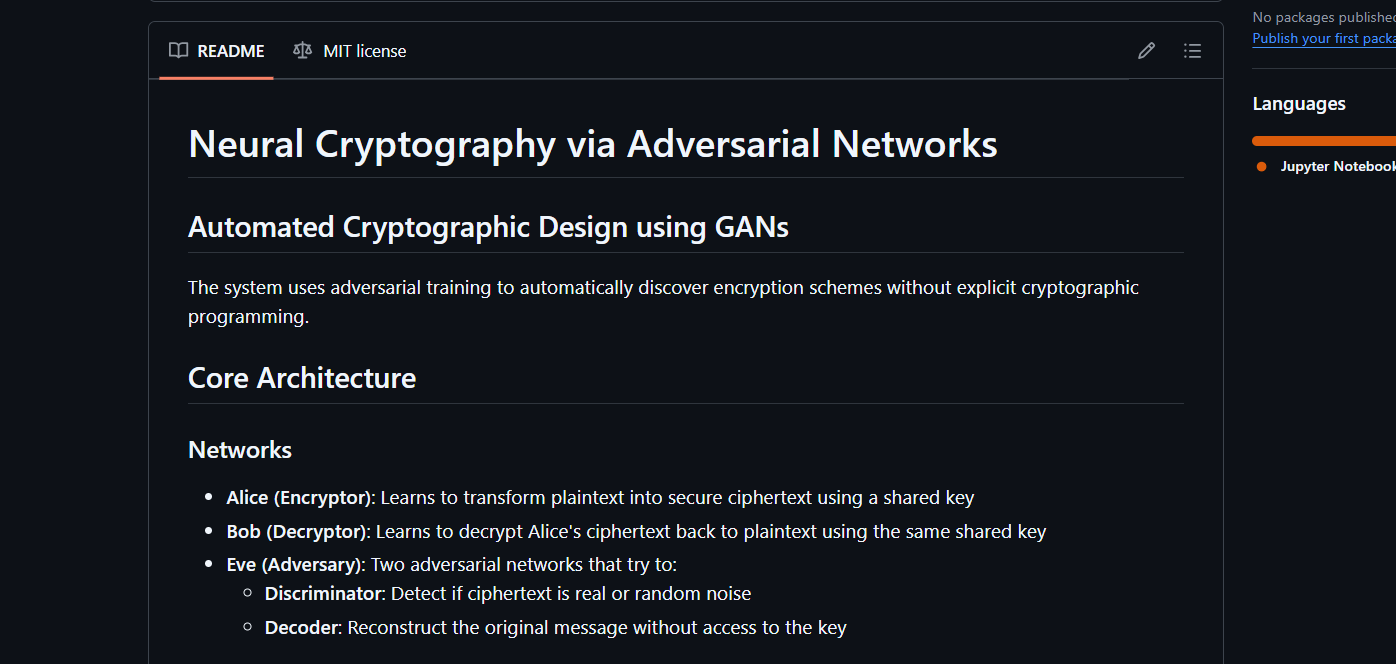 No packages published
Publish your first packa
README
MIT license
Languages
Jupyter Notebook
Neural Cryptography via Adversarial Networks
Automated Cryptographic Design using GANs
The system uses adversarial training to automatically discover encryption schemes without explicit cryptographic
programming.
Core Architecture
Networks
Alice (Encryptor): Learns to transform plaintext into secure ciphertext using a shared key
Bob (Decryptor): Learns to decrypt Alice's ciphertext back to plaintext using the same shared key
Eve (Adversary): Two adversarial networks that try to:
Discriminator: Detect if ciphertext is real or random noise
Decoder: Reconstruct the original message without access to the key